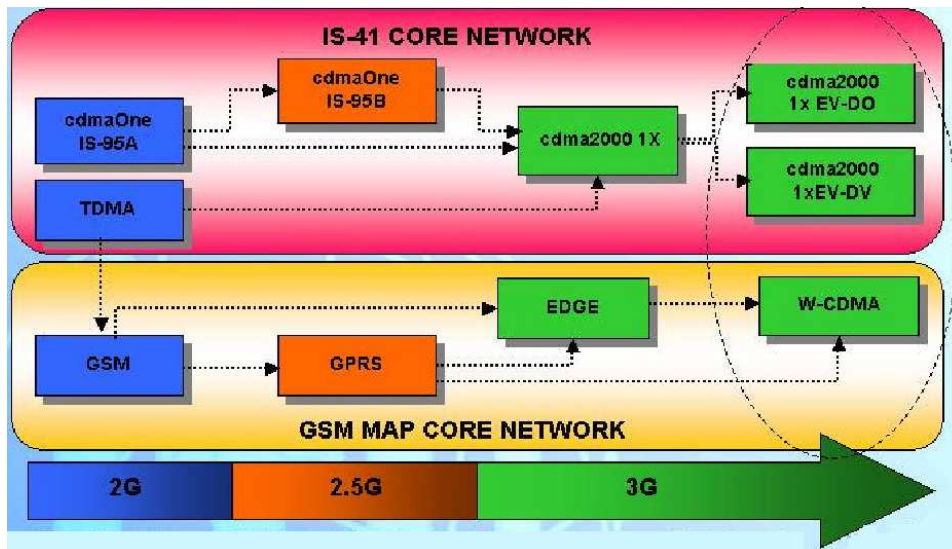 IS-41 CORE NETWORK
cdmaOne
IS-95A
cdmaOne
IS-95B
cdma2000 1X
cdma2000
1x EV-DO
cdma2000
1xEV-DV
TDMA
EDGE
W-CDMA
GSM
GPRS
GSM MAP CORE NETWORK
2G
2.5G
3G